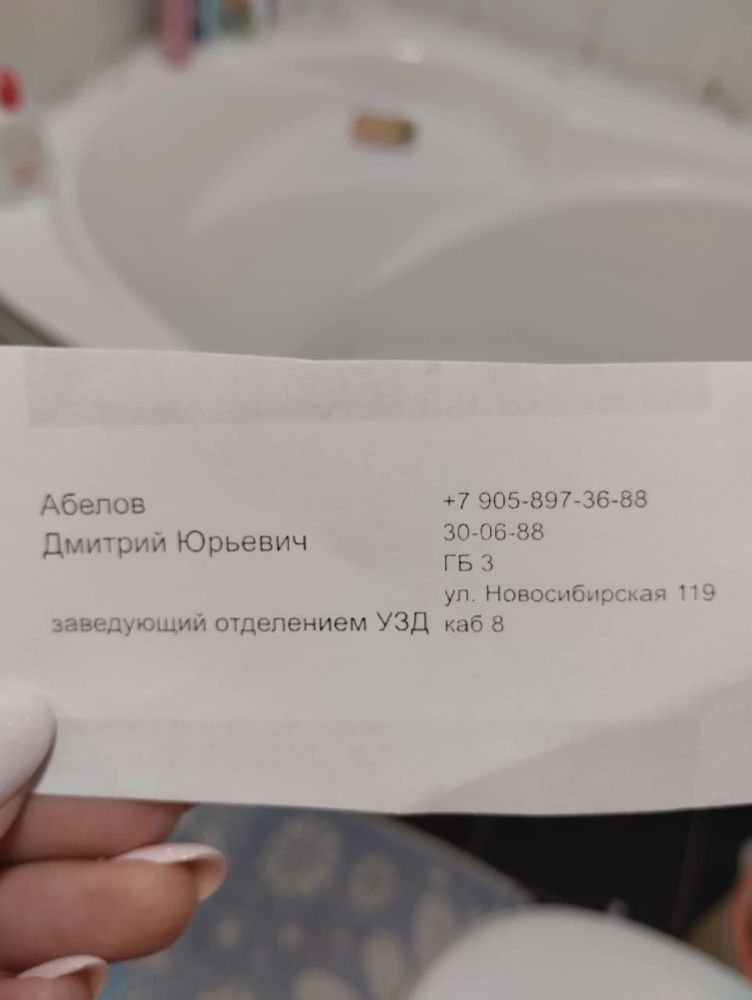 Абелов
Дмитрий Юрьевич
заведующий отделением УЗД
+7 905-897-36-88
30-06-88
ГБ 3
ул. Новосибирская 119
каб 8